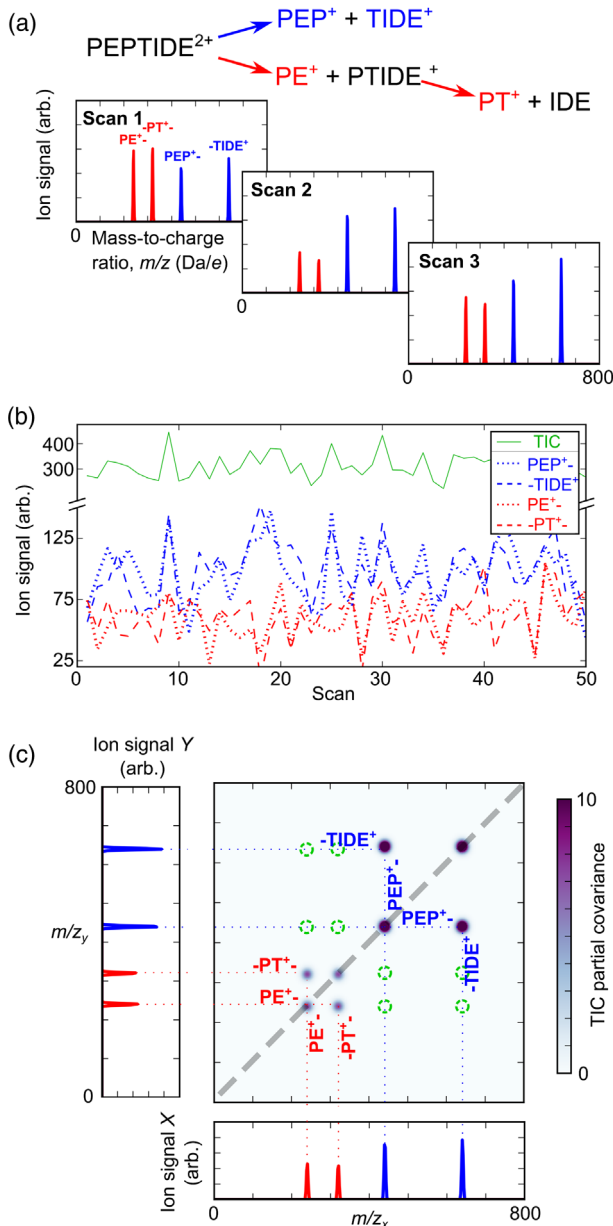 (a)
PEPTIDE2+
PEP+ + TIDE+
PE+ + PTIDE +
PT+ + IDE
Ion signal (arb.)
Scan 1
PE+-
-PT+-
PEP+-
-TIDE+
0
Mass-to-charge
ratio, m/z (Da/e)
Scan 2
0
Scan 3
0
800
(b)
Ion signal (arb.)
400
300
125
75
25
TIC
PEP+-
-TIDE+
PE+-
-PT+-
0
10
20
30
40
50
Scan
(c)
Ion signal Y
(arb.)
800
m/zy
0
-TIDE+
PEP+-
PEP+-
-TIDE+
-PT+-
PE+-
PE+-
-PT+-
10
0
TIC partial covariance
Ion signal X
(arb.)
0
m/zx
800